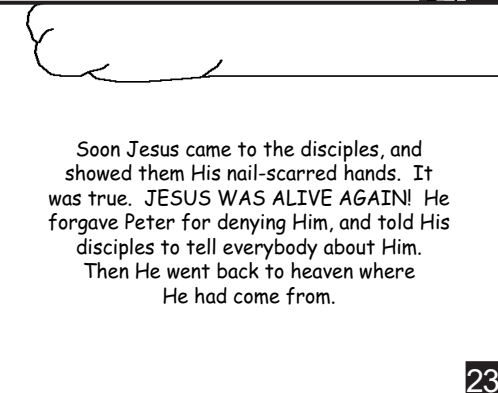 Soon Jesus came to the disciples, and
showed them His nail-scarred hands.  It
was true.  JESUS WAS ALIVE AGAIN!  He
forgave Peter for denying Him, and told His
disciples to tell everybody about Him.
Then He went back to heaven where
He had come from.
23